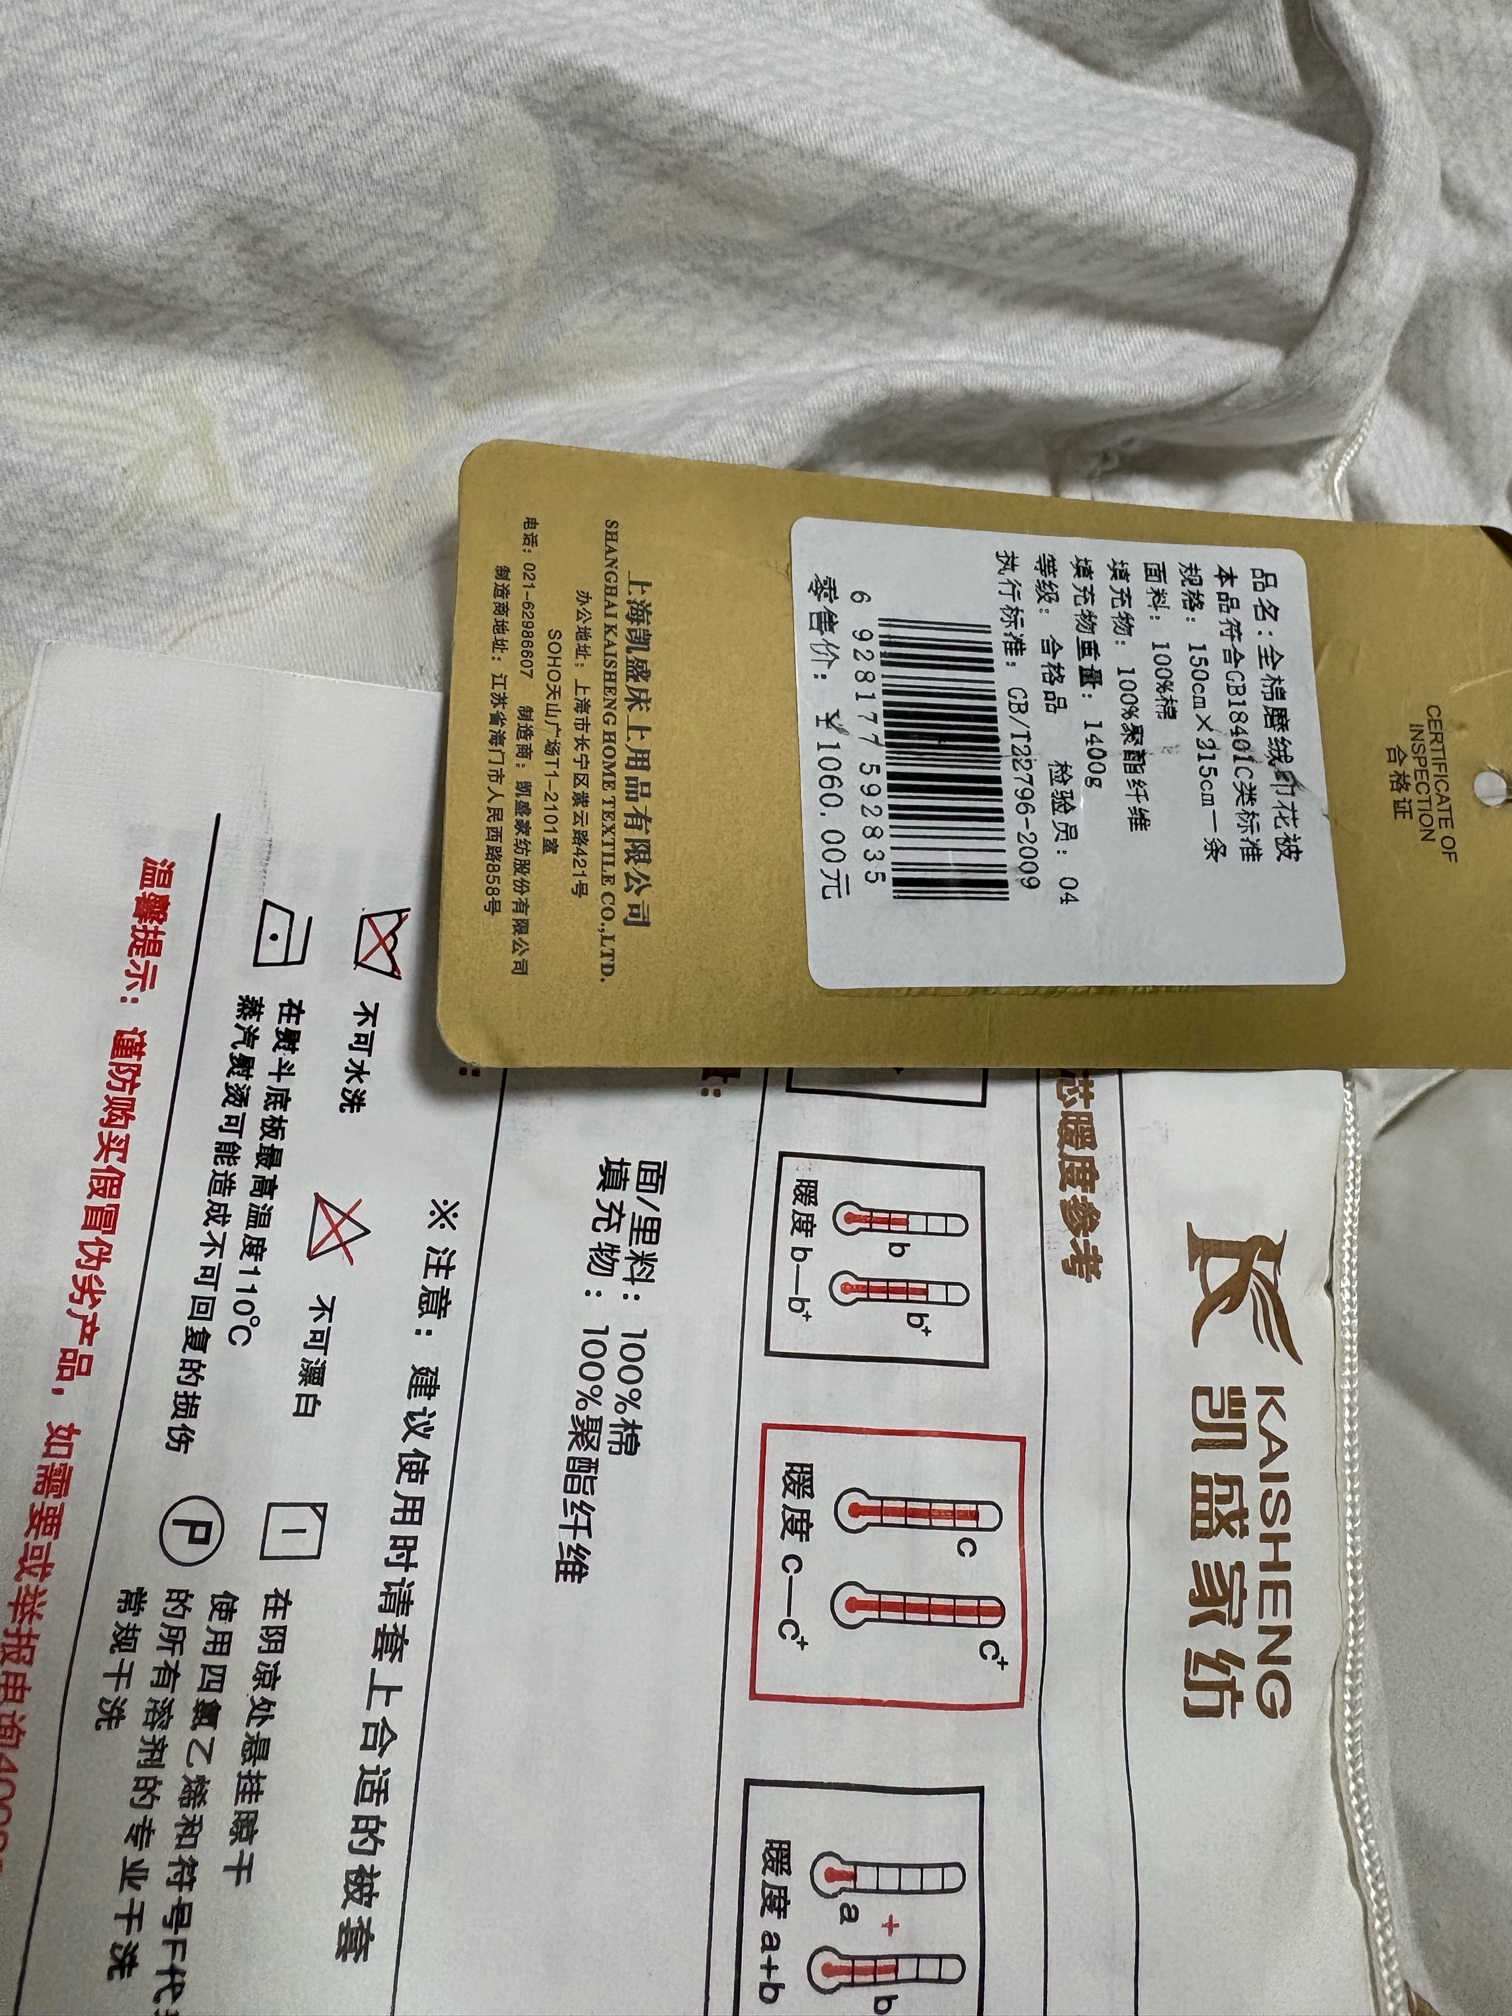 CERTIFICATE OF
INSPECTION
合格证
品名:全棉磨绒印花被
本品符合GB18401C类标准
规格: 150cm×215cm一条
面料: 100%棉
填充物: 100%聚酯纤维
填充物重量: 1400g
等级: 合格品 检验员: 04
执行标准: GB/T22796-2009
6 928177 592835
零售价: ¥1060.00元
上海凯盛床上用品有限公司
SHANGHAI KAISHENG HOME TEXTILE CO.,LTD.
办公地址: 上海市长宁区紫云路421号
SOHO天山广场T1-2101室
电话: 021-62986607 制造商: 凯盛家纺股份有限公司
制造商地址: 江苏省海门市人民西路858号
KAISHENG
凯盛家纺
芯暖度参考
b b⁺
暖度 b—b⁺
c c⁺
暖度 c—c⁺
a + b
暖度 a+b
面/里料: 100%棉
填充物: 100%聚酯纤维
※ 注意: 建议使用时请套上合适的被套
不可水洗
不可漂白
在阴凉处悬挂晾干
在熨斗底板最高温度110℃
蒸汽熨烫可能造成不可回复的损伤
P
使用四氯乙烯和符号F代
的所有溶剂的专业干洗
常规干洗
温馨提示: 谨防购买假冒伪劣产品, 如需要或举报电询400